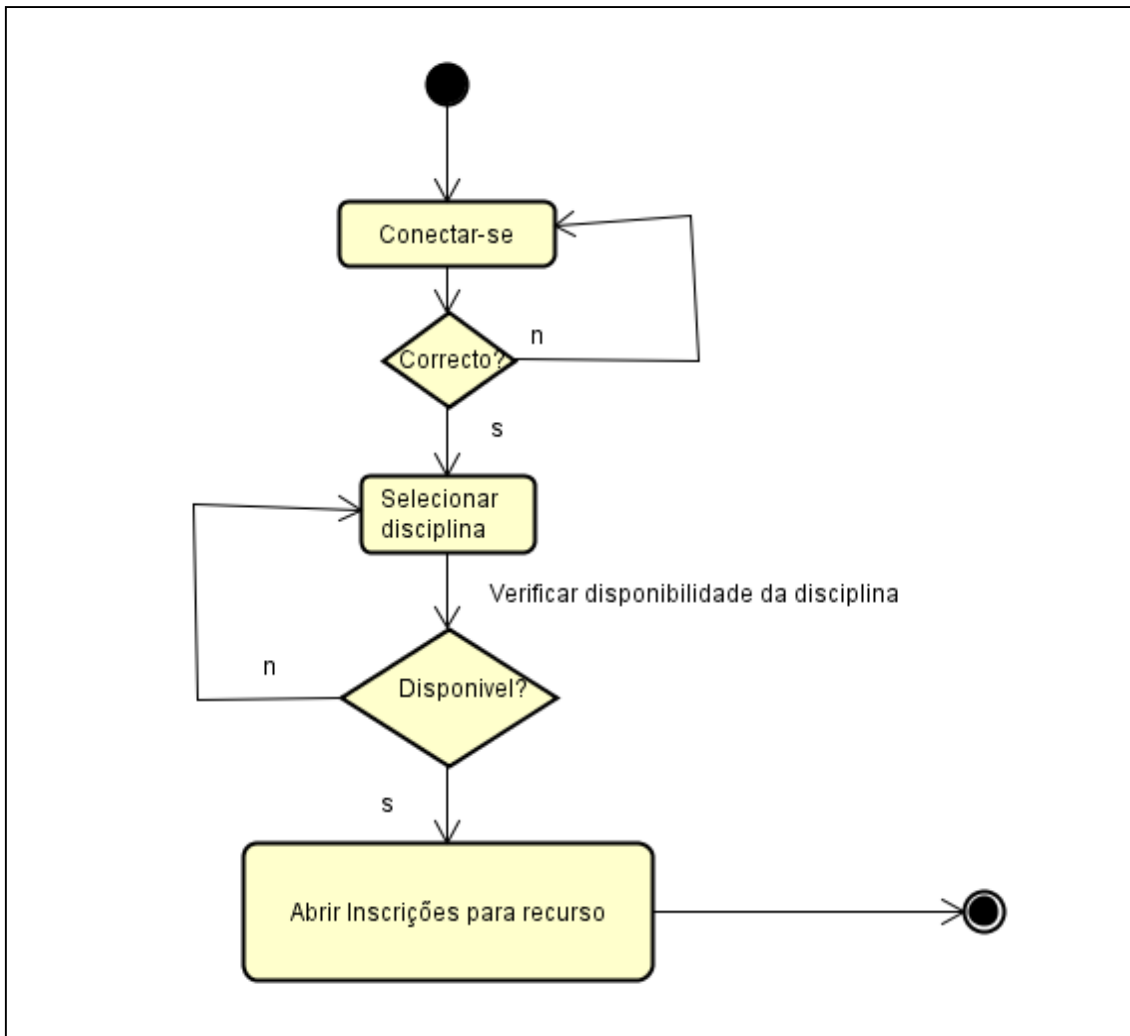 Conectar-se
n
Correcto?
s
Selecionar
disciplina
Verificar disponibilidade da disciplina
n
Disponivel?
s
Abrir Inscrições para recurso